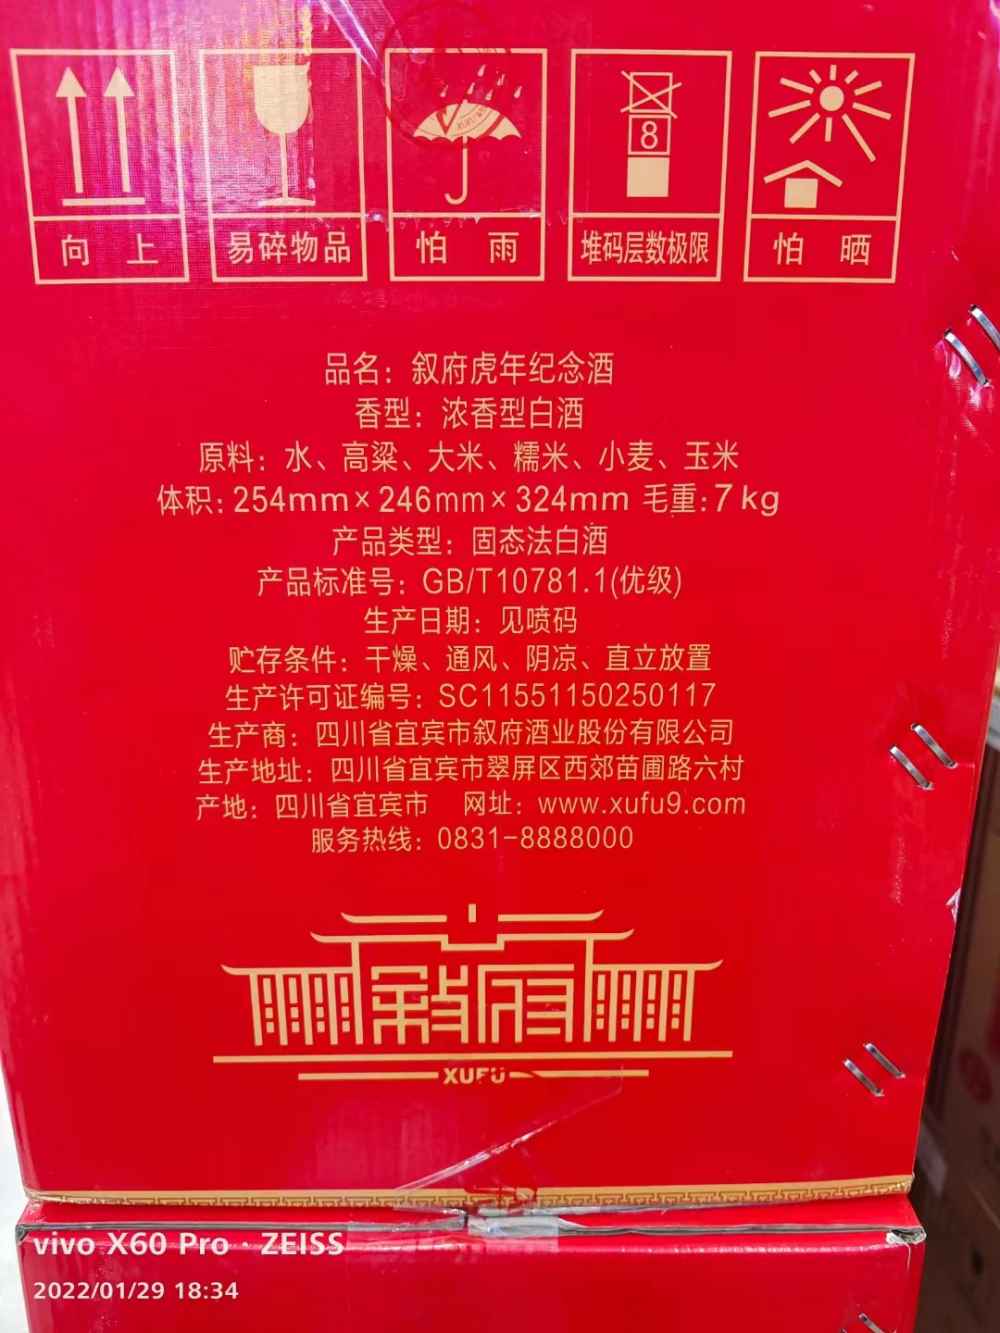 8
向 上
易碎物品
怕 雨
堆码层数极限
怕 晒
品名：叙府虎年纪念酒
香型：浓香型白酒
原料：水、高粱、大米、糯米、小麦、玉米
体积：254mm×246mm×324mm 毛重：7kg
产品类型：固态法白酒
产品标准号：GB/T10781.1(优级)
生产日期：见喷码
贮存条件：干燥、通风、阴凉、直立放置
生产许可证编号：SC11551150250117
生产商：四川省宜宾市叙府酒业股份有限公司
生产地址：四川省宜宾市翠屏区西郊苗圃路六村
产地：四川省宜宾市 网址：www.xufu9.com
服务热线：0831-8888000
叙府
XUFU
vivo X60 Pro · ZEISS
2022/01/29 18:34